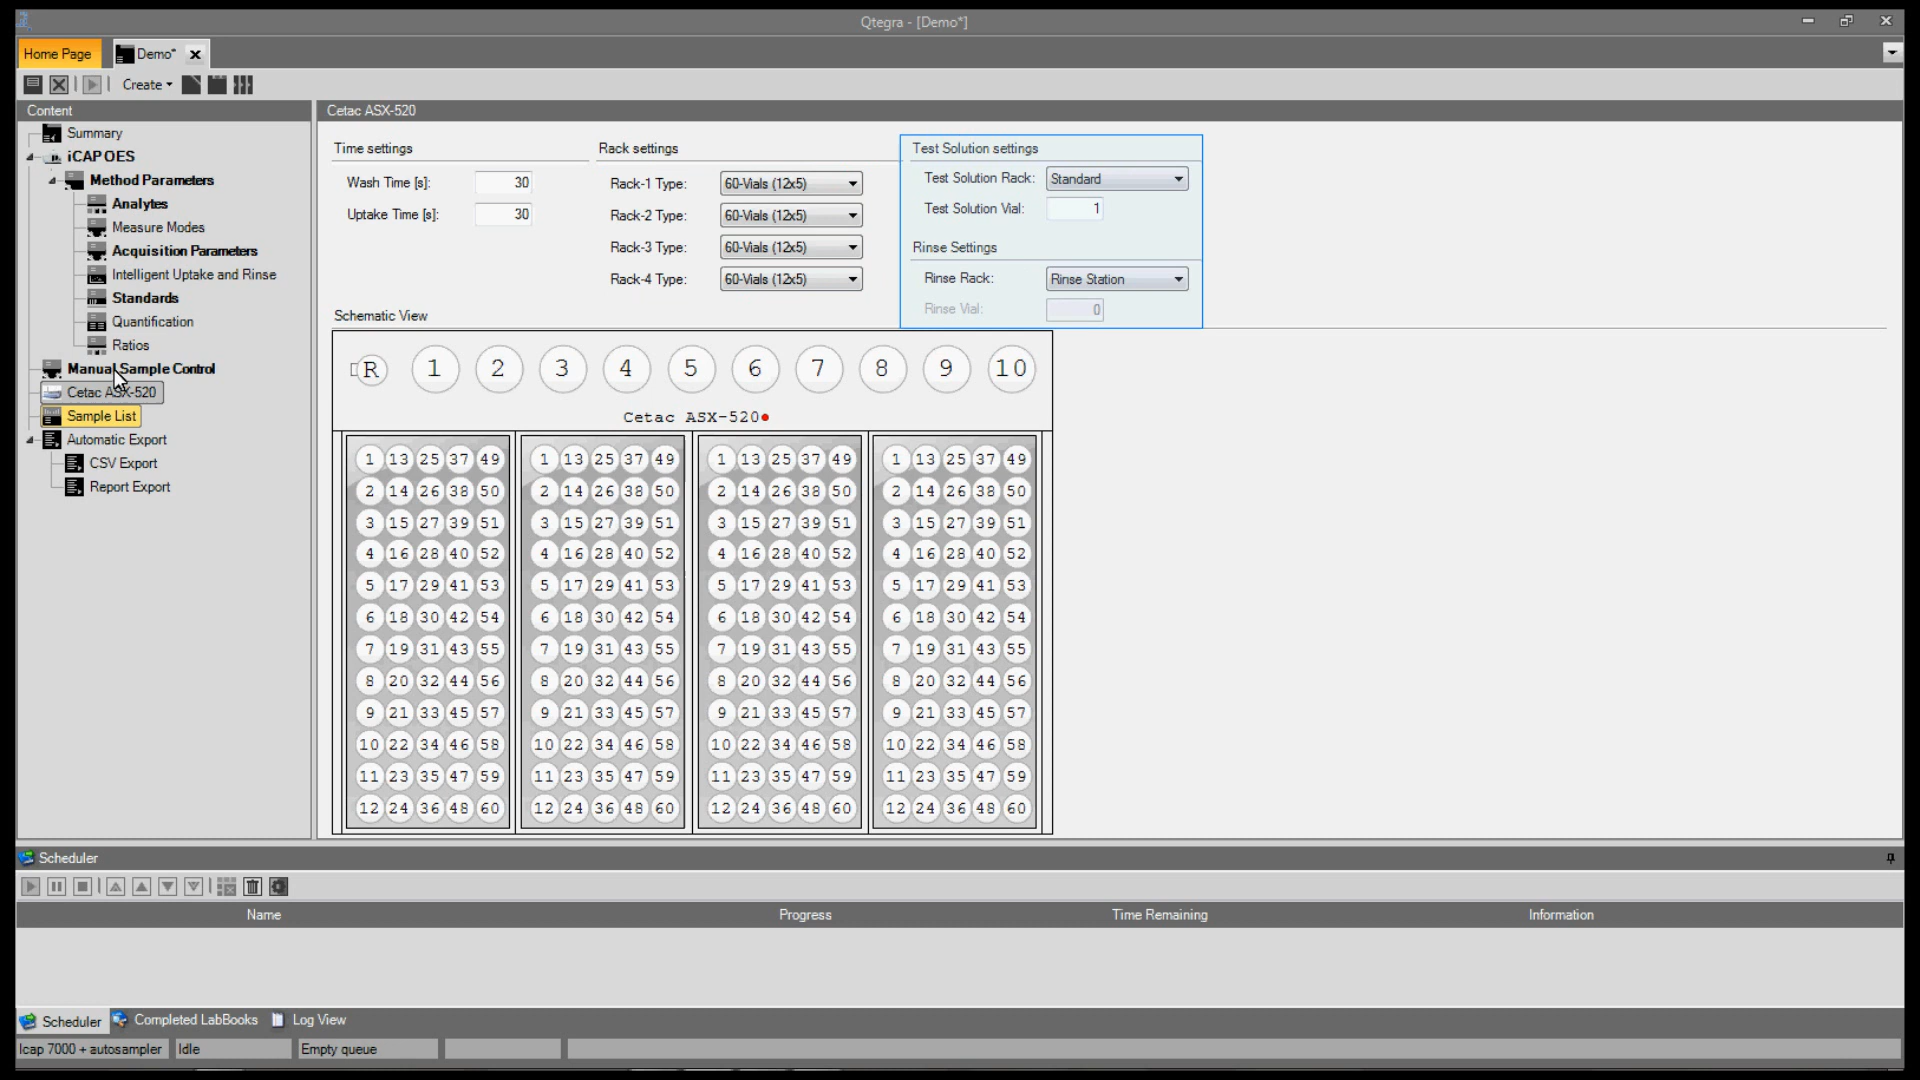 Qtegra - [Demo*]
Home Page
Demo*
Create
Content
Cetac ASX-520
Summary
iCAP OES
Method Parameters
Analytes
Measure Modes
Acquisition Parameters
Intelligent Uptake and Rinse
Standards
Quantification
Ratios
Manual Sample Control
Cetac ASX-520
Sample List
Automatic Export
CSV Export
Report Export
Time settings
Wash Time [s]: 30
Uptake Time [s]: 30
Rack settings
Rack-1 Type: 60-Vials (12x5)
Rack-2 Type: 60-Vials (12x5)
Rack-3 Type: 60-Vials (12x5)
Rack-4 Type: 60-Vials (12x5)
Test Solution settings
Test Solution Rack: Standard
Test Solution Vial: 1
Rinse Settings
Rinse Rack: Rinse Station
Rinse Vial: 0
Schematic View
R 1 2 3 4 5 6 7 8 9 10
Cetac ASX-520
1 13 25 37 49 1 13 25 37 49 1 13 25 37 49 1 13 25 37 49
2 14 26 38 50 2 14 26 38 50 2 14 26 38 50 2 14 26 38 50
3 15 27 39 51 3 15 27 39 51 3 15 27 39 51 3 15 27 39 51
4 16 28 40 52 4 16 28 40 52 4 16 28 40 52 4 16 28 40 52
5 17 29 41 53 5 17 29 41 53 5 17 29 41 53 5 17 29 41 53
6 18 30 42 54 6 18 30 42 54 6 18 30 42 54 6 18 30 42 54
7 19 31 43 55 7 19 31 43 55 7 19 31 43 55 7 19 31 43 55
8 20 32 44 56 8 20 32 44 56 8 20 32 44 56 8 20 32 44 56
9 21 33 45 57 9 21 33 45 57 9 21 33 45 57 9 21 33 45 57
10 22 34 46 58 10 22 34 46 58 10 22 34 46 58 10 22 34 46 58
11 23 35 47 59 11 23 35 47 59 11 23 35 47 59 11 23 35 47 59
12 24 36 48 60 12 24 36 48 60 12 24 36 48 60 12 24 36 48 60
Scheduler
Name Progress Time Remaining Information
Scheduler Completed LabBooks Log View
Icap 7000 + autosampler Idle Empty queue